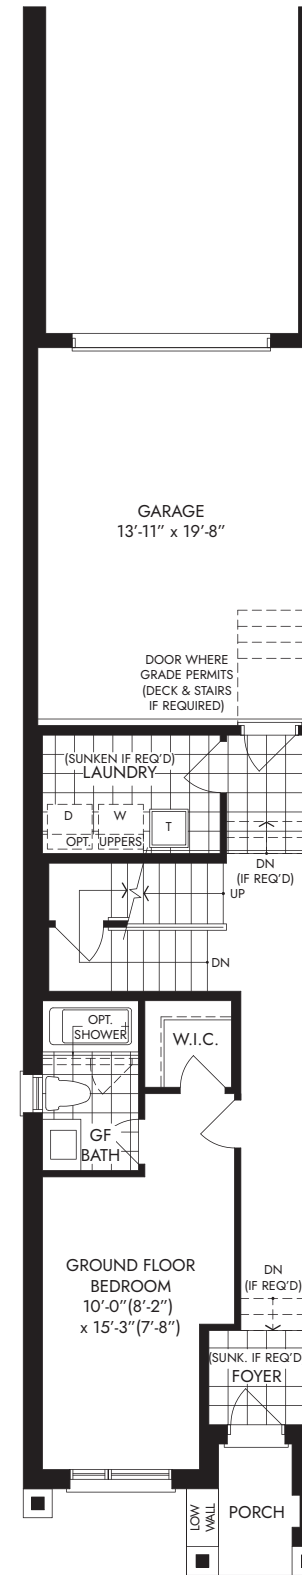 GARAGE
13'-11" x 19'-8"
DOOR WHERE
GRADE PERMITS
(DECK & STAIRS
IF REQUIRED)
(SUNKEN IF REQ'D)
LAUNDRY
D
W
T
OPT.
UPPERS
DN
(IF REQ'D)
UP
DN
OPT.
SHOWER
W.I.C.
GF
BATH
GROUND FLOOR
BEDROOM
10'-0"(8'-2")
x 15'-3"(7'-8")
DN
(IF REQ'D)
(SUNK. IF REQ'D)
FOYER
LOW
WALL
PORCH